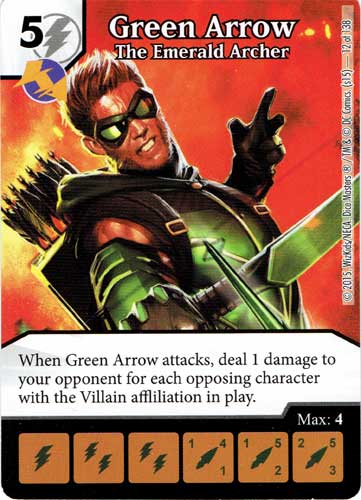 5
Green Arrow
The Emerald Archer
© 2015 WizKids/NECA. Dice Masters ®/TM & © DC Comics. (s15) — 12 of 138
When Green Arrow attacks, deal 1 damage to
your opponent for each opposing character
with the Villain affliliation in play.
Max: 4
1 4 1 5 2 5
1 2 3